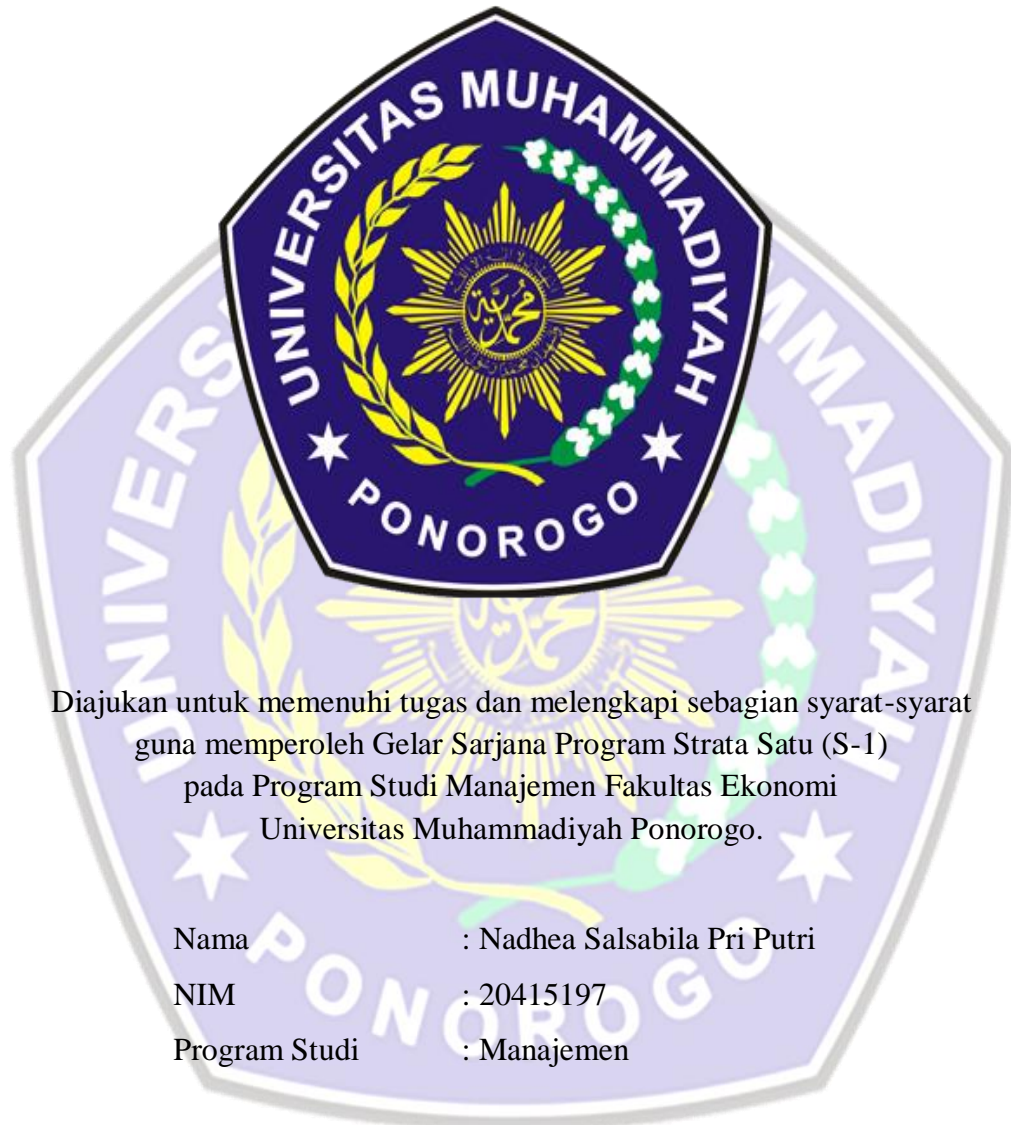 UNIVERSITAS MUHAMMADIYAH
PONOROGO
Diajukan untuk memenuhi tugas dan melengkapi sebagian syarat-syarat
guna memperoleh Gelar Sarjana Program Strata Satu (S-1)
pada Program Studi Manajemen Fakultas Ekonomi
Universitas Muhammadiyah Ponorogo.
Nama : Nadhea Salsabila Pri Putri
NIM : 20415197
Program Studi : Manajemen